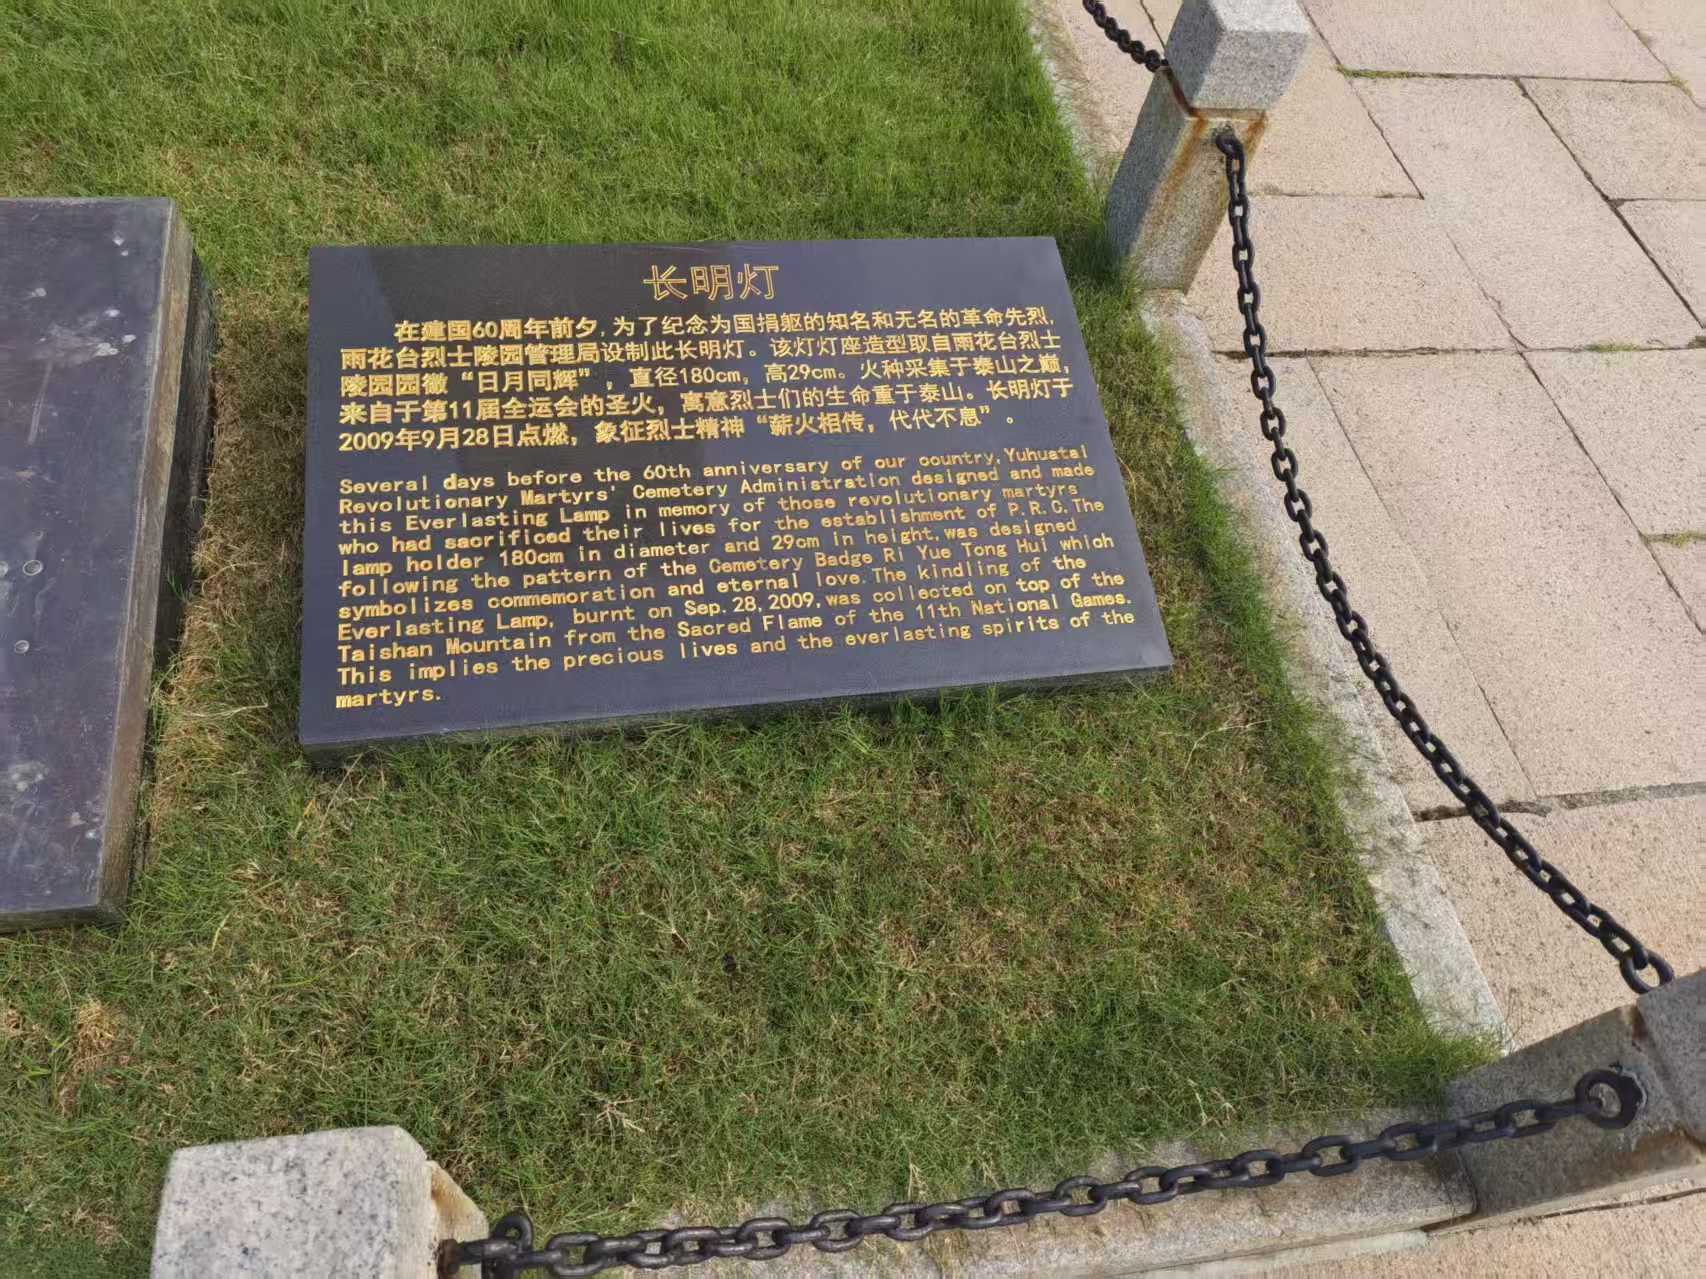 长明灯
在建国60周年前夕，为了纪念为国捐躯的知名和无名的革命先烈，
雨花台烈士陵园管理局设制此长明灯。该灯灯座造型取自雨花台烈士
陵园园徽“日月同辉”，直径180cm，高29cm。火种采集于泰山之巅，
来自于第11届全运会的圣火，寓意烈士们的生命重于泰山。长明灯于
2009年9月28日点燃，象征烈士精神“薪火相传，代代不息”。
Several days before the 60th anniversary of our country, Yuhuatai
Revolutionary Martyrs' Cemetery Administration designed and made
this Everlasting Lamp in memory of those revolutionary martyrs
who had sacrificed their lives for the establishment of P.R.C. The
lamp holder 180cm in diameter and 29cm in height, was designed
following the pattern of the Cemetery Badge Ri Yue Tong Hui which
symbolizes commemoration and eternal love. The kindling of the
Everlasting Lamp, burnt on Sep. 28, 2009, was collected on top of the
Taishan Mountain from the Sacred Flame of the 11th National Games.
This implies the precious lives and the everlasting spirits of the
martyrs.